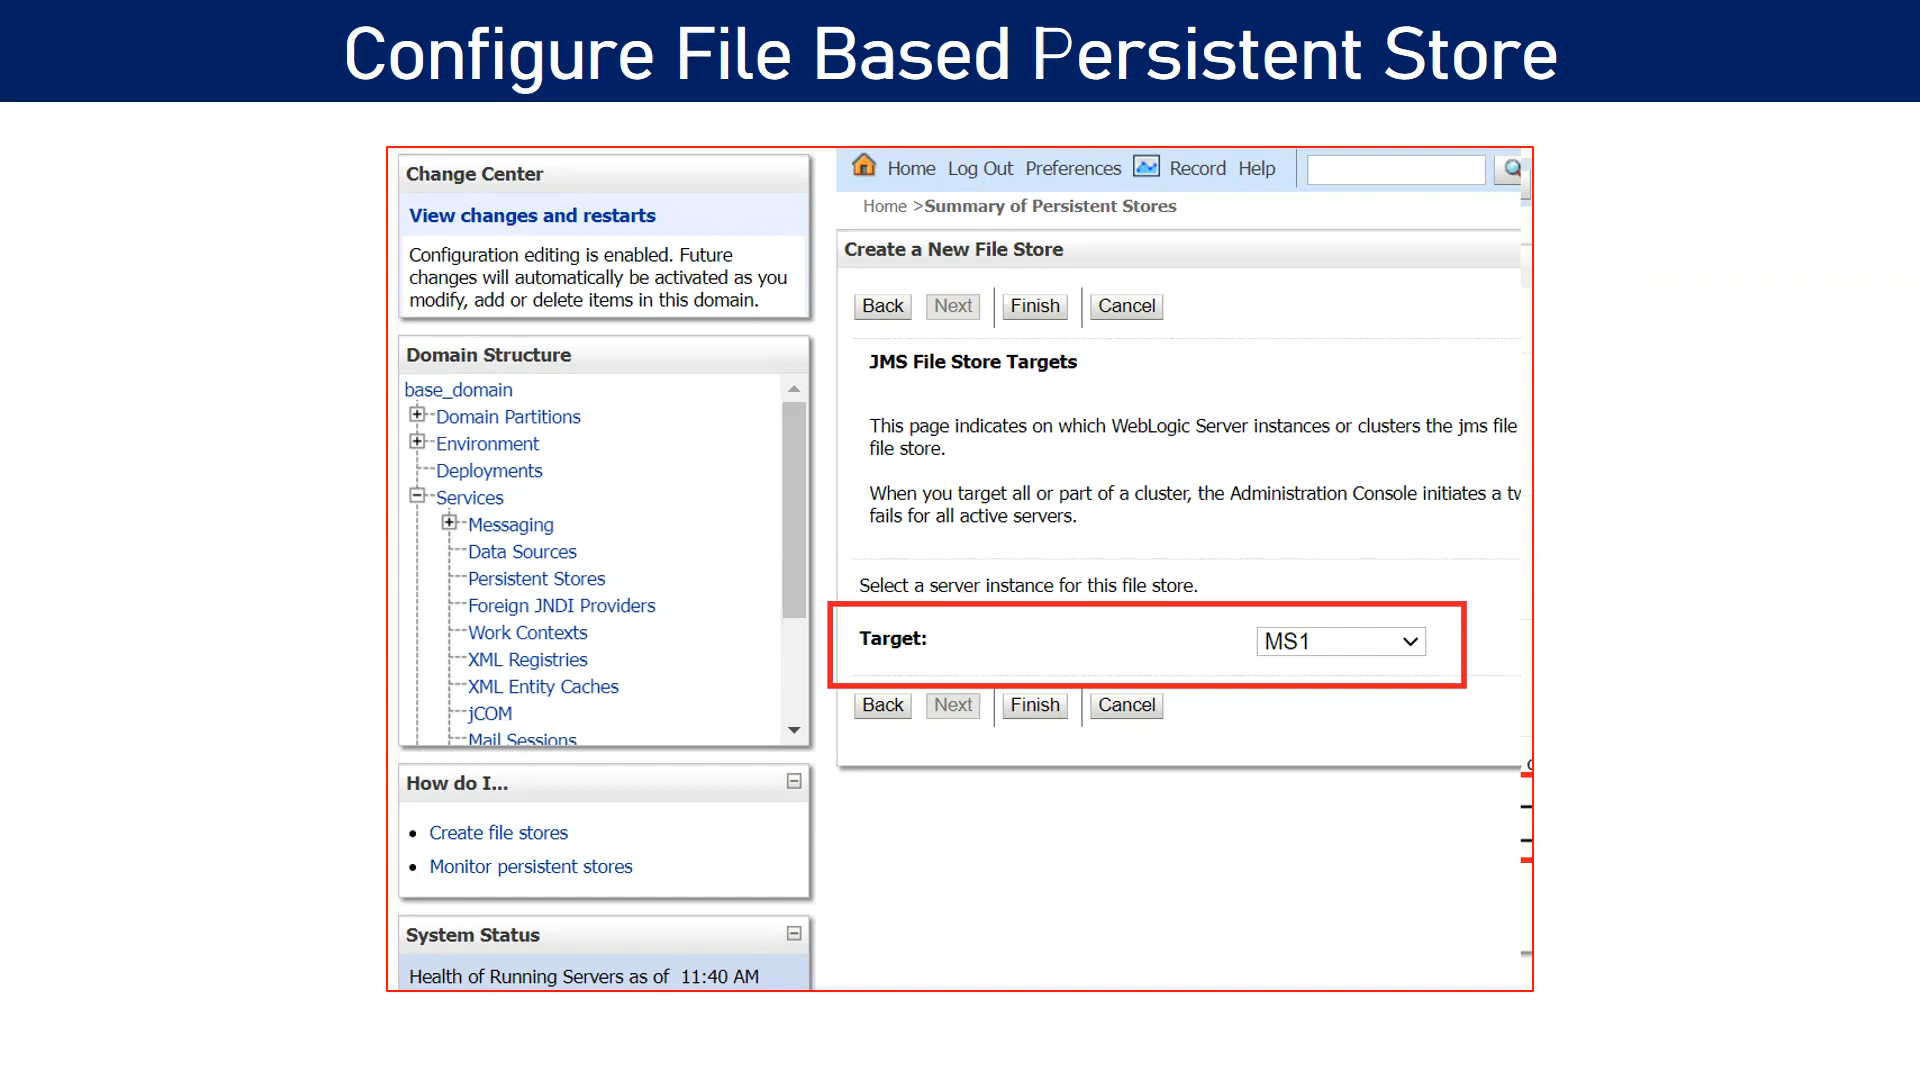 Configure File Based Persistent Store
Change Center
View changes and restarts
Configuration editing is enabled. Future
changes will automatically be activated as you
modify, add or delete items in this domain.
Domain Structure
base_domain
Domain Partitions
Environment
Deployments
Services
Messaging
Data Sources
Persistent Stores
Foreign JNDI Providers
Work Contexts
XML Registries
XML Entity Caches
jCOM
Mail Sessions
How do I...
Create file stores
Monitor persistent stores
System Status
Health of Running Servers as of 11:40 AM
Home Log Out Preferences Record Help
Home >Summary of Persistent Stores
Create a New File Store
Back Next Finish Cancel
JMS File Store Targets
This page indicates on which WebLogic Server instances or clusters the jms file
file store.
When you target all or part of a cluster, the Administration Console initiates a
fails for all active servers.
Select a server instance for this file store.
Target: MS1
Back Next Finish Cancel